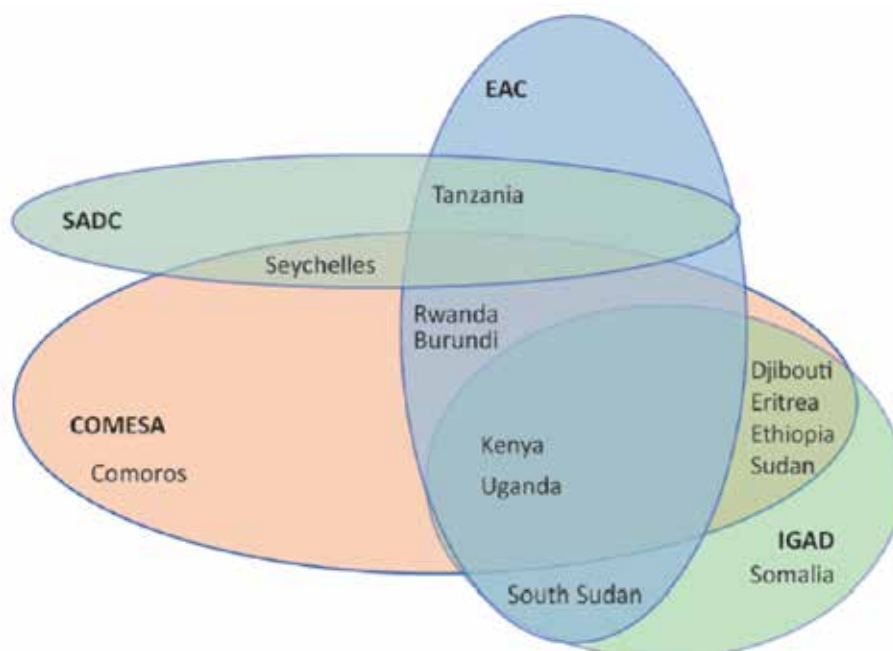 EAC
Tanzania
SADC
Seychelles
Rwanda
Burundi
Djibouti
Eritrea
Ethiopia
Sudan
COMESA
Comoros
Kenya
Uganda
IGAD
Somalia
South Sudan